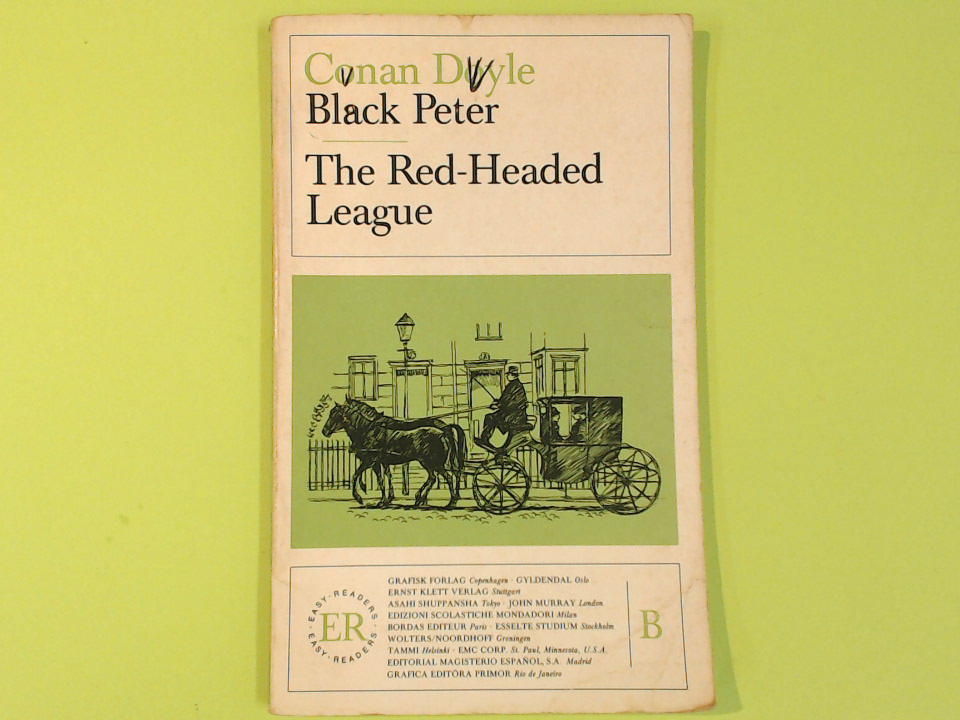 Conan Doyle
Black Peter
The Red-Headed
League
EASY-READERS
ER
EASY-READERS
GRAFISK FORLAG Copenhagen · GYLDENDAL Oslo
ERNST KLETT VERLAG Stuttgart
ASAHI SHUPPANSHA Tokyo · JOHN MURRAY London
EDIZIONI SCOLASTICHE MONDADORI Milan
BORDAS EDITEUR Paris · ESSELTE STUDIUM Stockholm
WOLTERS/NOORDHOFF Groningen
TAMMI Helsinki · EMC CORP. St. Paul, Minnesota, U.S.A.
EDITORIAL MAGISTERIO ESPAÑOL, S.A. Madrid
GRAFICA EDITÔRA PRIMOR Rio de Janeiro
B